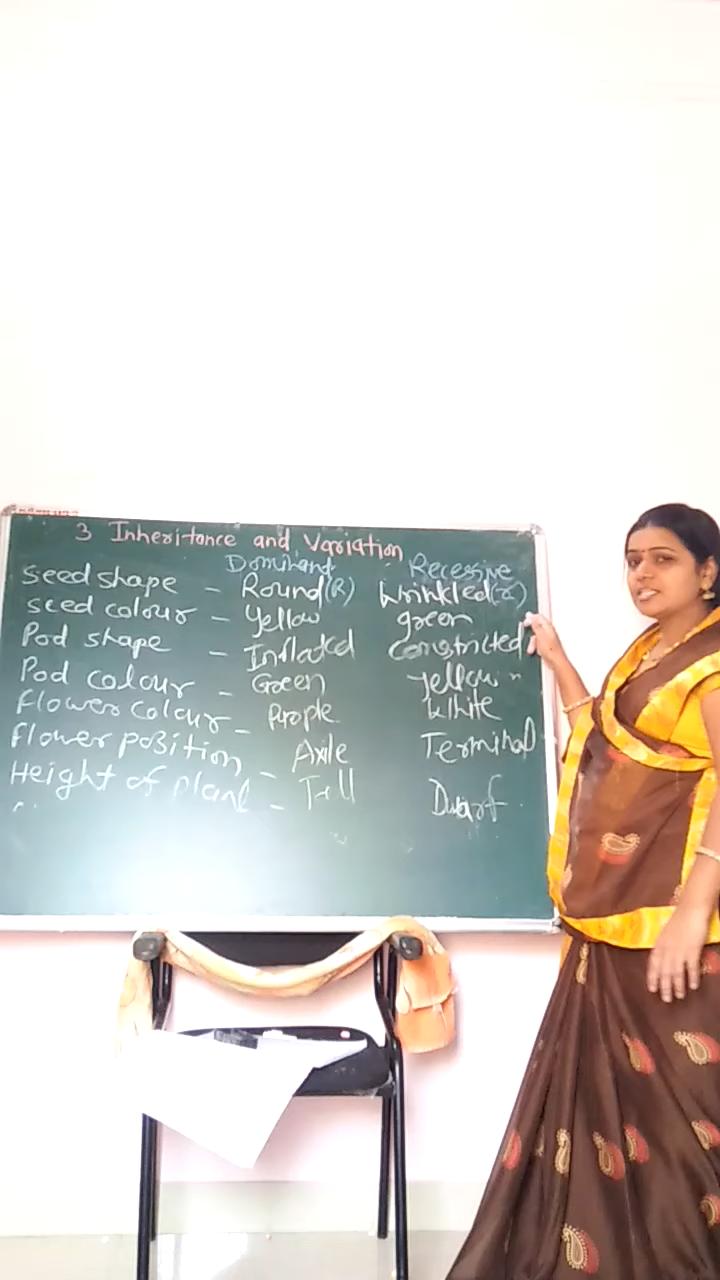 3 Inheritance and Variation
Dominant Recessive
Seed shape - Round (R) Wrinkled (r)
seed colour - Yellow green
Pod shape - Inflated Constricted
Pod colour - Green yellow "
Flower colour - Purple White
Flower position - Axile Terminal
Height of plant - Tall Dwarf